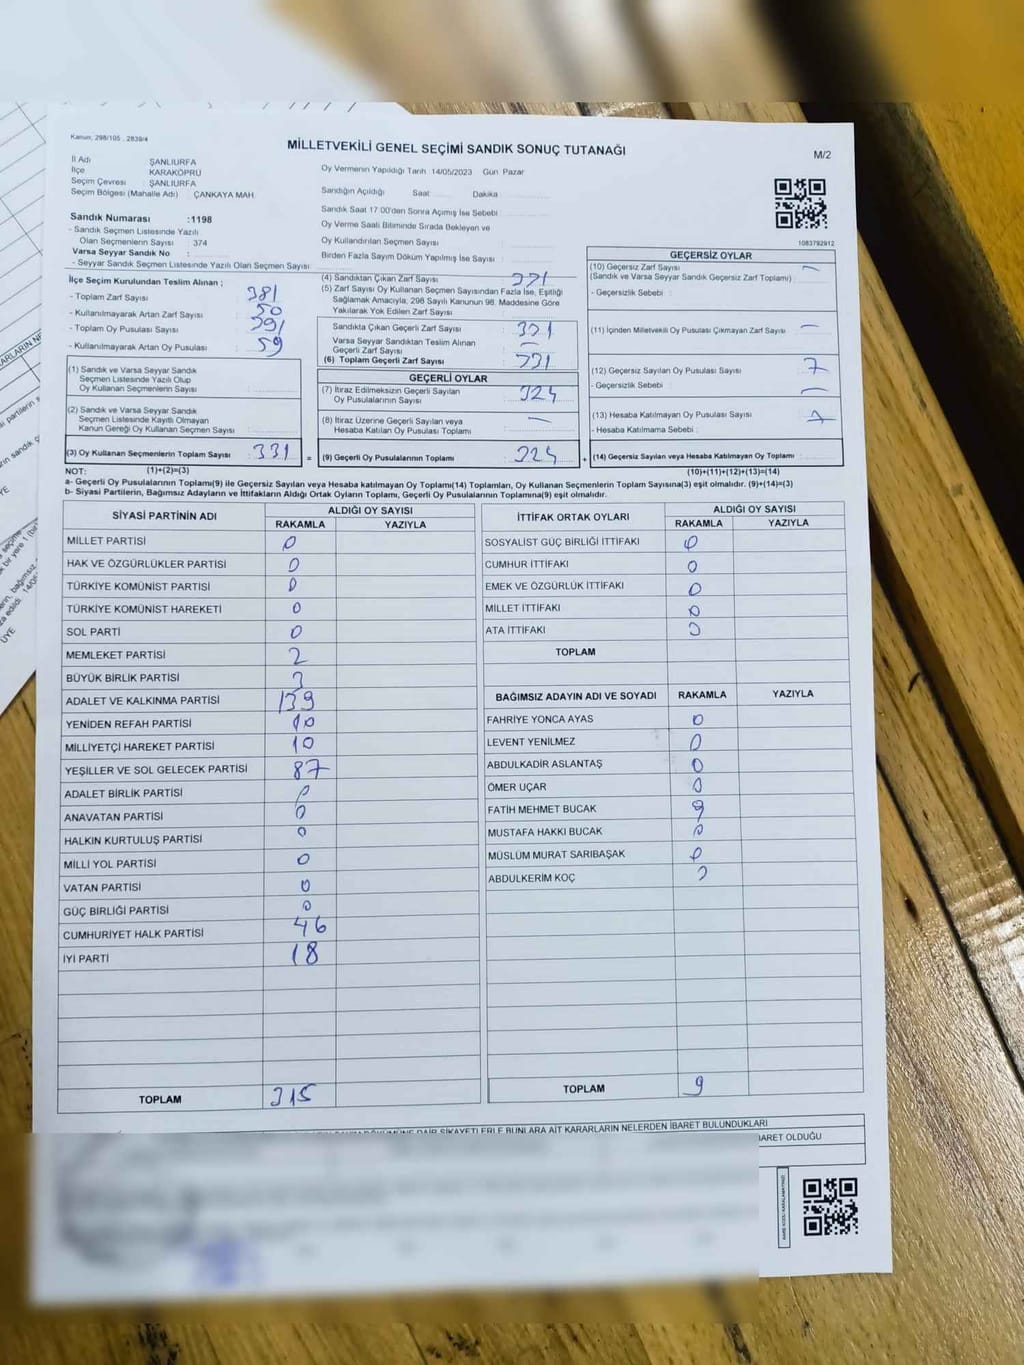 Kanun, 298/105 , 2839/4
MİLLETVEKİLİ GENEL SEÇİMİ SANDIK SONUÇ TUTANAĞI
M/2
İl Adı ŞANLIURFA
İlçe KARAKÖPRÜ
Seçim Çevresi : ŞANLIURFA
Seçim Bölgesi (Mahalle Adı) : ÇANKAYA MAH.
Sandık Numarası :1198
- Sandık Seçmen Listesinde Yazılı
Olan Seçmenlerin Sayısı : 374
Varsa Seyyar Sandık No :
- Seyyar Sandık Seçmen Listesinde Yazılı Olan Seçmen Sayısı
Oy Vermenin Yapıldığı Tarih 14/05/2023 Gün Pazar
Sandığın Açıldığı Saat Dakika
Sandık Saat 17 00'den Sonra Açımış İse Sebebi
Oy Verme Saati Bitiminde Sırada Bekleyen ve
Oy Kullandırılan Seçmen Sayısı
Birden Fazla Sayım Döküm Yapılmış İse Sayısı
1083792912
İlçe Seçim Kurulundan Teslim Alınan ;
- Toplam Zarf Sayısı 381
- Kullanılmayarak Artan Zarf Sayısı 50
- Toplam Oy Pusulası Sayısı 391
- Kullanılmayarak Artan Oy Pusulası 59
(1) Sandık ve Varsa Seyyar Sandık
Seçmen Listesinde Yazılı Olup
Oy Kullanan Seçmenlerin Sayısı
(2) Sandık ve Varsa Seyyar Sandık
Seçmen Listesinde Kayıtlı Olmayan
Kanun Gereği Oy Kullanan Seçmen Sayısı
(3) Oy Kullanan Seçmenlerin Toplam Sayısı 331
(4) Sandıktan Çıkan Zarf Sayısı 331
(5) Zarf Sayısı Oy Kullanan Seçmen Sayısından Fazla İse, Eşitliği
Sağlamak Amacıyla, 298 Sayılı Kanunun 98. Maddesine Göre
Yakılarak Yok Edilen Zarf Sayısı
Sandıkla Çıkan Geçerli Zarf Sayısı 331
Varsa Seyyar Sandıktan Teslim Alınan
Geçerli Zarf Sayısı —
(6) Toplam Geçerli Zarf Sayısı 331
GEÇERLİ OYLAR
(7) İtiraz Edilmeksizin Geçerli Sayılan
Oy Pusulalarının Sayısı 324
(8) İtiraz Üzerine Geçerli Sayılan veya
Hesaba Katılan Oy Pusulası Toplamı —
= (9) Geçerli Oy Pusulalarının Toplamı 324
GEÇERSİZ OYLAR
(10) Geçersiz Zarf Sayısı —
(Sandık ve Varsa Seyyar Sandık Geçersiz Zarf Toplamı)
- Geçersizlik Sebebi
(11) İçinden Milletvekili Oy Pusulası Çıkmayan Zarf Sayısı —
(12) Geçersiz Sayılan Oy Pusulası Sayısı 7
- Geçersizlik Sebebi —
(13) Hesaba Katılmayan Oy Pusulası Sayısı
- Hesaba Katılmama Sebebi
+ (14) Geçersiz Sayılan veya Hesaba Katılmayan Oy Pusulası Toplamı
NOT: (1)+(2)=(3) (10)+(11)+(12)+(13)=(14)
a- Geçerli Oy Pusulalarının Toplamı(9) ile Geçersiz Sayılan veya Hesaba katılmayan Oy Pusulası Toplamı(14) Toplamları, Oy Kullanan Seçmenlerin Toplam Sayısına(3) eşit olmalıdır. (9)+(14)=(3)
b- Siyasi Partilerin, Bağımsız Adayların ve İttifakların Aldığı Ortak Oyların Toplamı, Geçerli Oy Pusulalarının Toplamına(9) eşit olmalıdır.
SİYASİ PARTİNİN ADI ALDIĞI OY SAYISI
RAKAMLA YAZIYLA
MİLLET PARTİSİ 0
HAK VE ÖZGÜRLÜKLER PARTİSİ 0
TÜRKİYE KOMÜNİST PARTİSİ 0
TÜRKİYE KOMÜNİST HAREKETİ 0
SOL PARTİ 0
MEMLEKET PARTİSİ 2
BÜYÜK BİRLİK PARTİSİ 3
ADALET VE KALKINMA PARTİSİ 139
YENİDEN REFAH PARTİSİ 10
MİLLİYETÇİ HAREKET PARTİSİ 10
YEŞİLLER VE SOL GELECEK PARTİSİ 87
ADALET BİRLİK PARTİSİ 0
ANAVATAN PARTİSİ 0
HALKIN KURTULUŞ PARTİSİ 0
MİLLİ YOL PARTİSİ 0
VATAN PARTİSİ 0
GÜÇ BİRLİĞİ PARTİSİ 0
CUMHURİYET HALK PARTİSİ 46
İYİ PARTİ 18
TOPLAM 315
İTTİFAK ORTAK OYLARI ALDIĞI OY SAYISI
RAKAMLA YAZIYLA
SOSYALİST GÜÇ BİRLİĞİ İTTİFAKI 0
CUMHUR İTTİFAKI 0
EMEK VE ÖZGÜRLÜK İTTİFAKI 0
MİLLET İTTİFAKI 0
ATA İTTİFAKI 0
TOPLAM
BAĞIMSIZ ADAYIN ADI VE SOYADI RAKAMLA YAZIYLA
FAHRİYE YONCA AYAS 0
LEVENT YENİLMEZ 0
ABDULKADİR ASLANTAŞ 0
ÖMER UÇAR 0
FATİH MEHMET BUCAK 9
MUSTAFA HAKKI BUCAK 0
MÜSLÜM MURAT SARIBAŞAK 0
ABDULKERİM KOÇ
TOPLAM 9
ŞİKAYETLERLE BUNLARA AİT KARARLARIN NELERDEN İBARET BULUNDUKLARI
BARET OLDUĞU